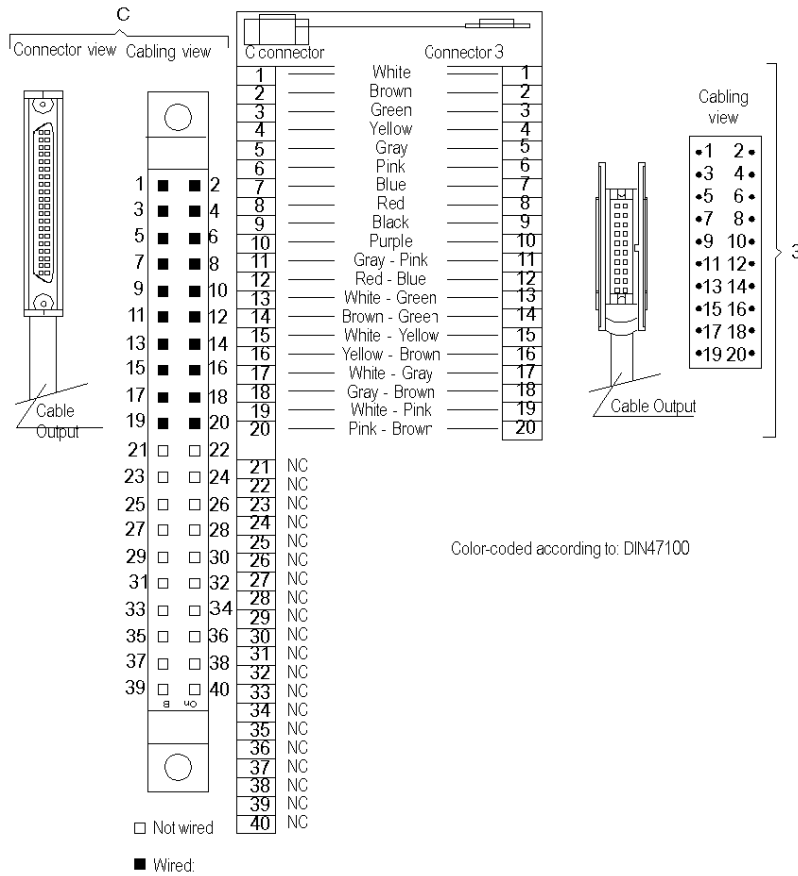 C
Connector view Cabling view
C connector Connector 3
1 White 1
2 Brown 2
3 Green 3
4 Yellow 4
5 Gray 5
6 Pink 6
7 Blue 7
8 Red 8
9 Black 9
10 Purple 10
11 Gray - Pink 11
12 Red - Blue 12
13 White - Green 13
14 Brown - Green 14
15 White - Yellow 15
16 Yellow - Brown 16
17 White - Gray 17
18 Gray - Brown 18
19 White - Pink 19
20 Pink - Brown 20
21 NC
22 NC
23 NC
24 NC
25 NC
26 NC
27 NC
28 NC
29 NC
30 NC
31 NC
32 NC
33 NC
34 NC
35 NC
36 NC
37 NC
38 NC
39 NC
40 NC
1 2
3 4
5 6
7 8
9 10
11 12
13 14
15 16
17 18
19 20
21 22
23 24
25 26
27 28
29 30
31 32
33 34
35 36
37 38
39 40
B On
Cable
Output
Not wired
Wired:
Cabling
view
1 2
3 4
5 6
7 8
9 10
11 12
13 14
15 16
17 18
19 20
3
Cable Output
Color-coded according to: DIN47100